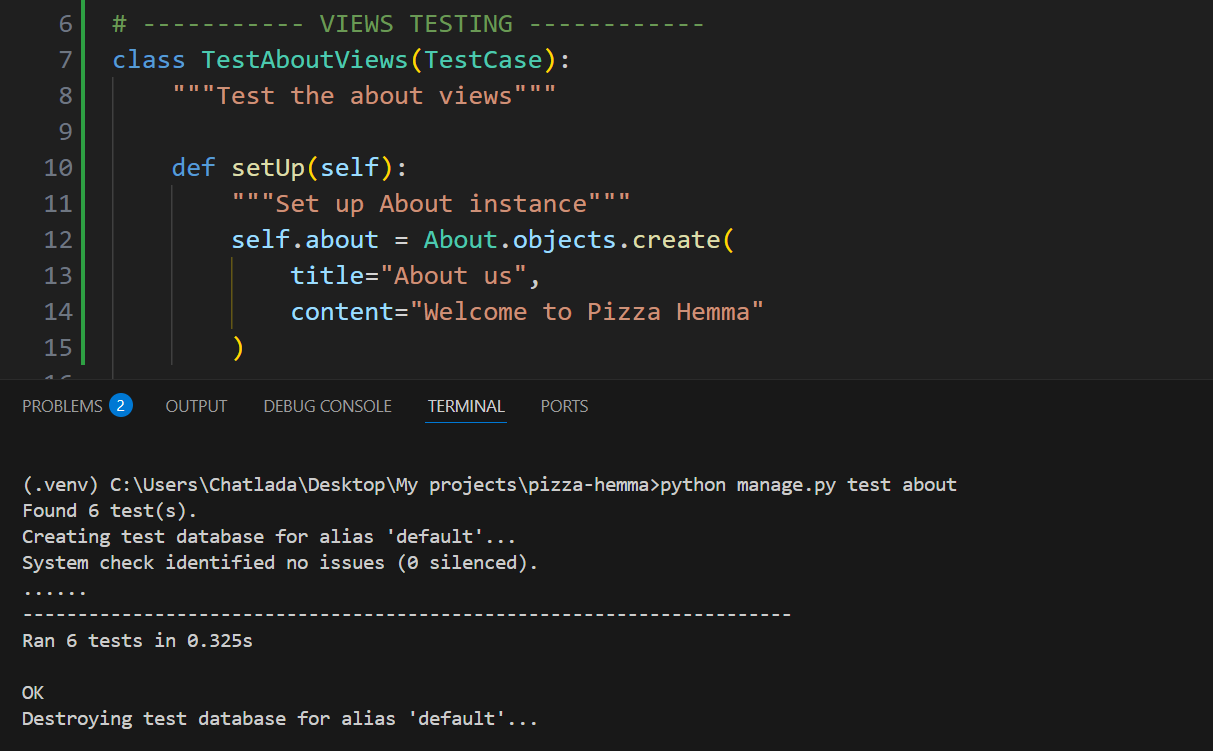 6 # ----------- VIEWS TESTING ------------
7 class TestAboutViews(TestCase):
8 """Test the about views"""
9
10 def setUp(self):
11 """Set up About instance"""
12 self.about = About.objects.create(
13 title="About us",
14 content="Welcome to Pizza Hemma"
15 )
16
PROBLEMS 2 OUTPUT DEBUG CONSOLE TERMINAL PORTS
(.venv) C:\Users\Chatlada\Desktop\My projects\pizza-hemma>python manage.py test about
Found 6 test(s).
Creating test database for alias 'default'...
System check identified no issues (0 silenced).
......
----------------------------------------------------------------------
Ran 6 tests in 0.325s
OK
Destroying test database for alias 'default'...